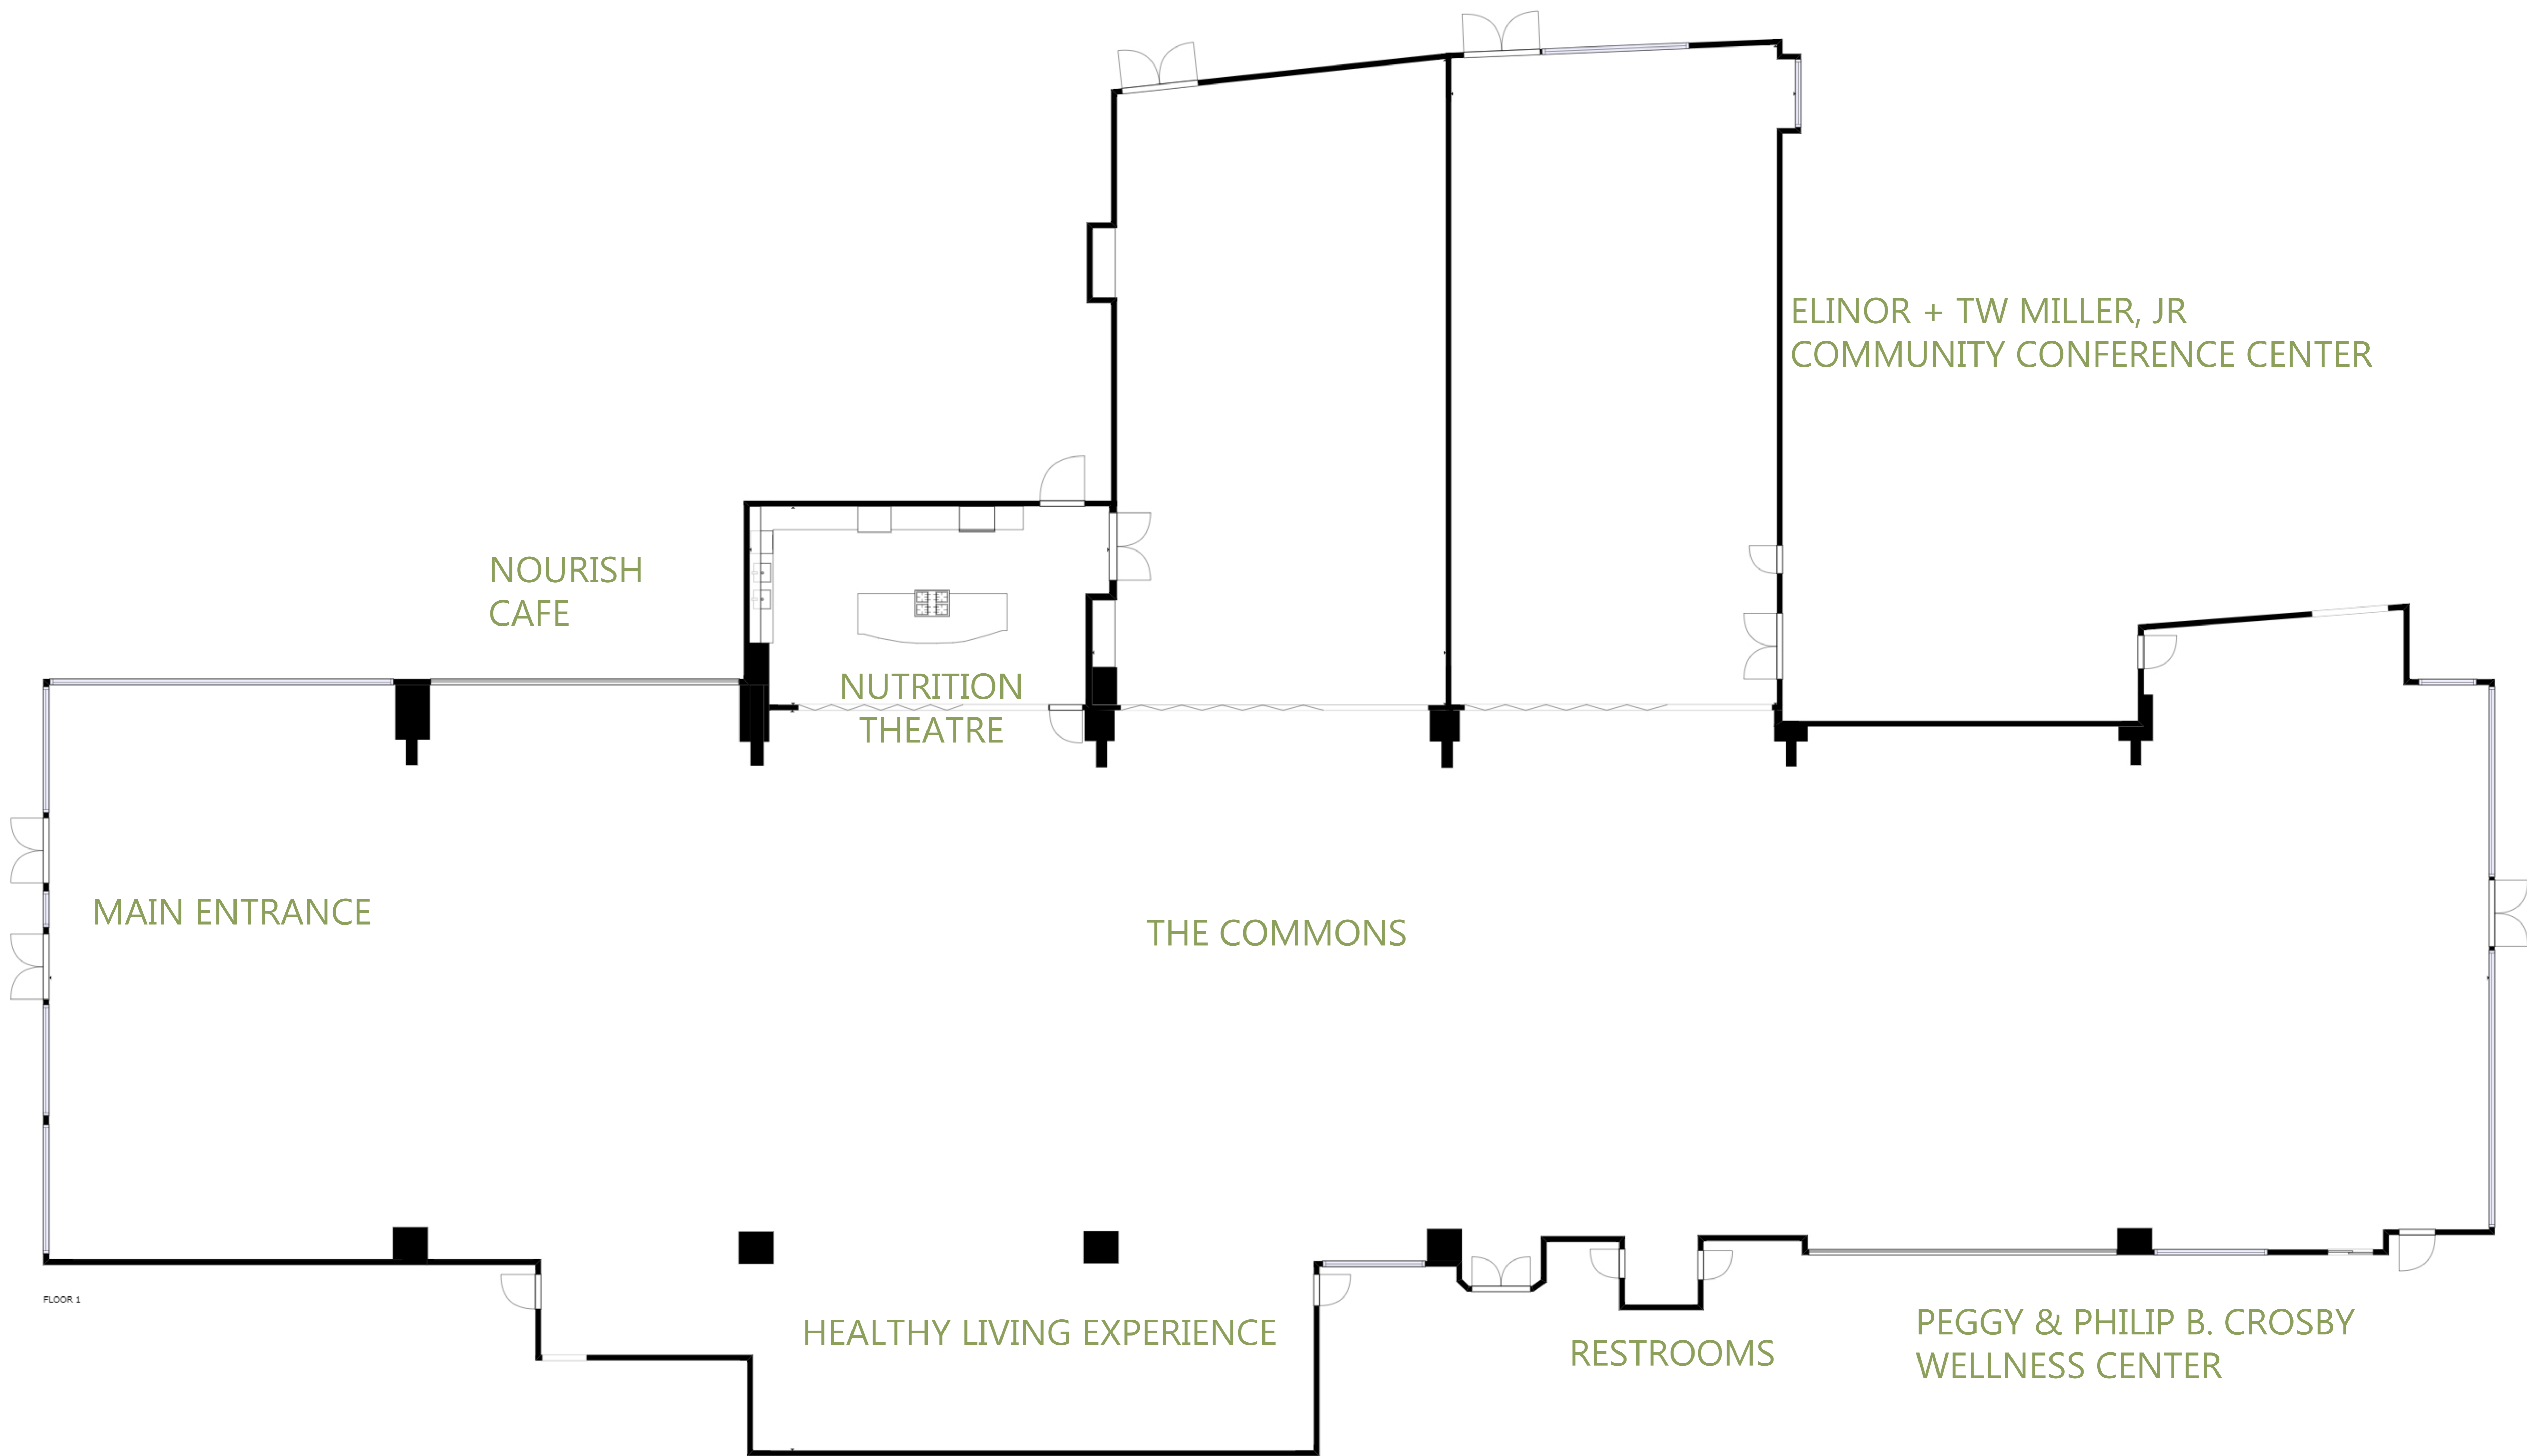 ELINOR + TW MILLER, JR
COMMUNITY CONFERENCE CENTER
NOURISH
CAFE
NUTRITION
THEATRE
MAIN ENTRANCE
THE COMMONS
FLOOR 1
HEALTHY LIVING EXPERIENCE
RESTROOMS
PEGGY & PHILIP B. CROSBY
WELLNESS CENTER